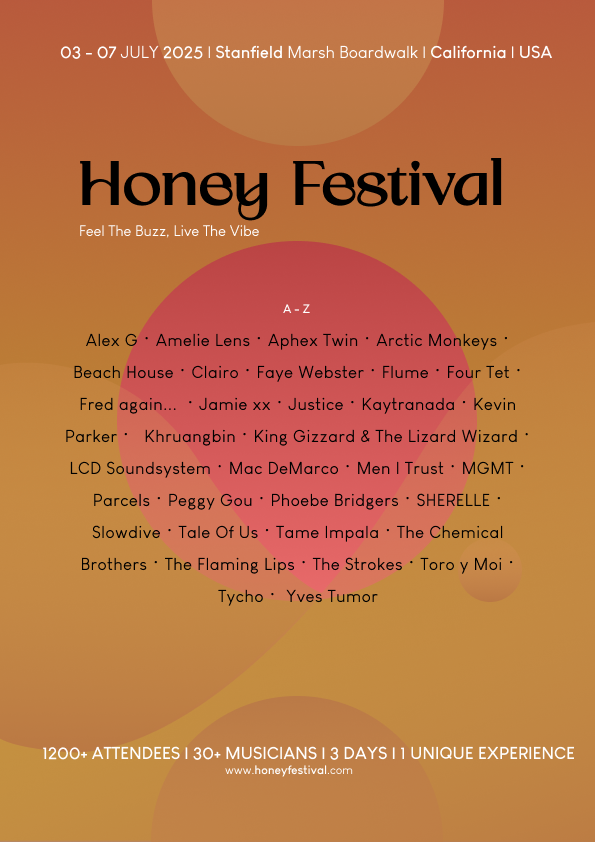 03 - 07 JULY 2025 | Stanfield Marsh Boardwalk | California | USA
Honey Festival
Feel The Buzz, Live The Vibe
A - Z
Alex G · Amelie Lens · Aphex Twin · Arctic Monkeys ·
Beach House · Clairo · Faye Webster · Flume · Four Tet ·
Fred again... · Jamie xx · Justice · Kaytranada · Kevin
Parker · Khruangbin · King Gizzard & The Lizard Wizard ·
LCD Soundsystem · Mac DeMarco · Men I Trust · MGMT ·
Parcels · Peggy Gou · Phoebe Bridgers · SHERELLE ·
Slowdive · Tale Of Us · Tame Impala · The Chemical
Brothers · The Flaming Lips · The Strokes · Toro y Moi ·
Tycho · Yves Tumor
1200+ ATTENDEES | 30+ MUSICIANS | 3 DAYS | 1 UNIQUE EXPERIENCE
www.honeyfestival.com